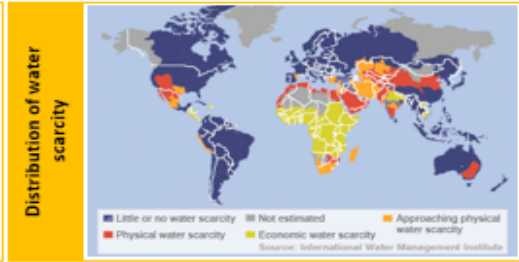 Distribution of water
scarcity
Little or no water scarcity
Not estimated
Approaching physical
water scarcity
Physical water scarcity
Economic water scarcity
Source: International Water Management Institute